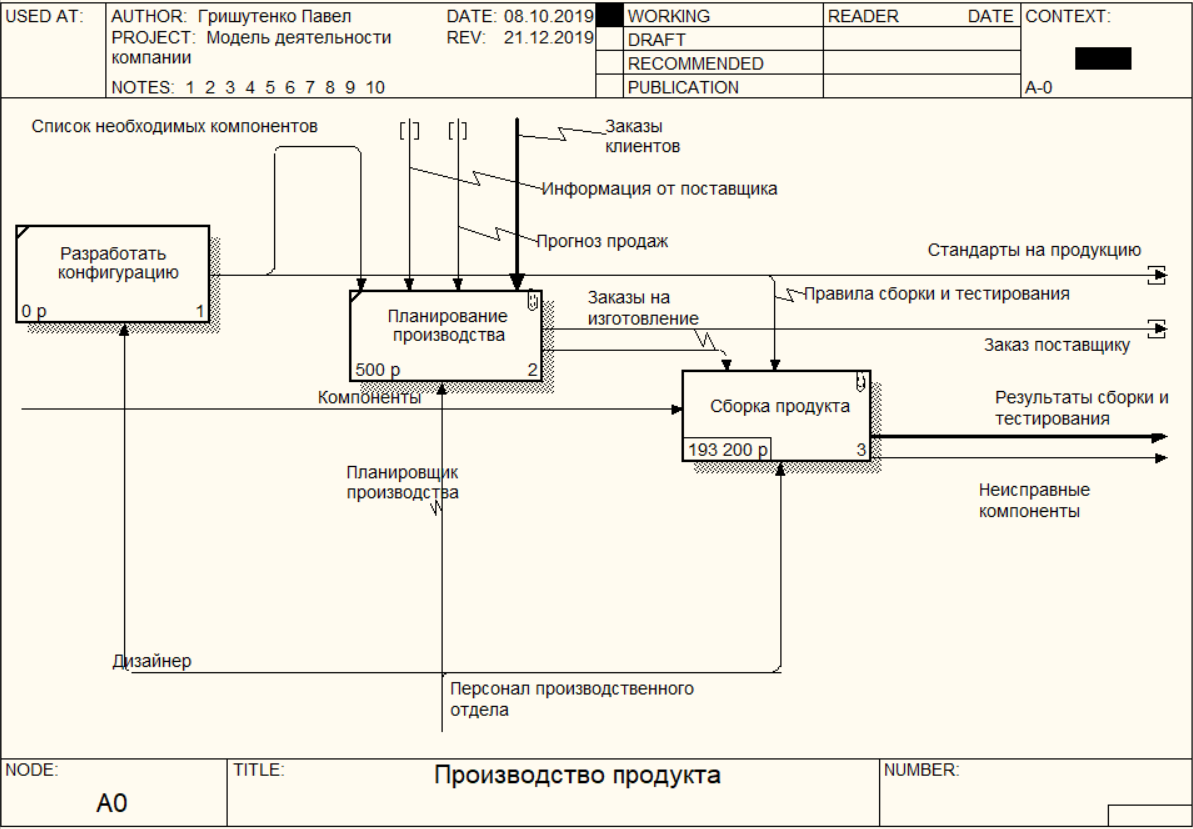 USED AT:
AUTHOR: Гришутенко Павел
DATE: 08.10.2019
PROJECT: Модель деятельности
компании
REV: 21.12.2019
NOTES: 1 2 3 4 5 6 7 8 9 10
WORKING
DRAFT
RECOMMENDED
PUBLICATION
READER
DATE
CONTEXT:
A-0
Список необходимых компонентов
Заказы
клиентов
Информация от поставщика
Прогноз продаж
Разработать
конфигурацию
0 р
1
Стандарты на продукцию
Правила сборки и тестирования
Заказы на
изготовление
Планирование
производства
500 р
2
Заказ поставщику
Компоненты
Сборка продукта
193 200 р
3
Результаты сборки и
тестирования
Планировщик
производства
Неисправные
компоненты
Дизайнер
Персонал производственного
отдела
NODE:
A0
TITLE:
Производство продукта
NUMBER: